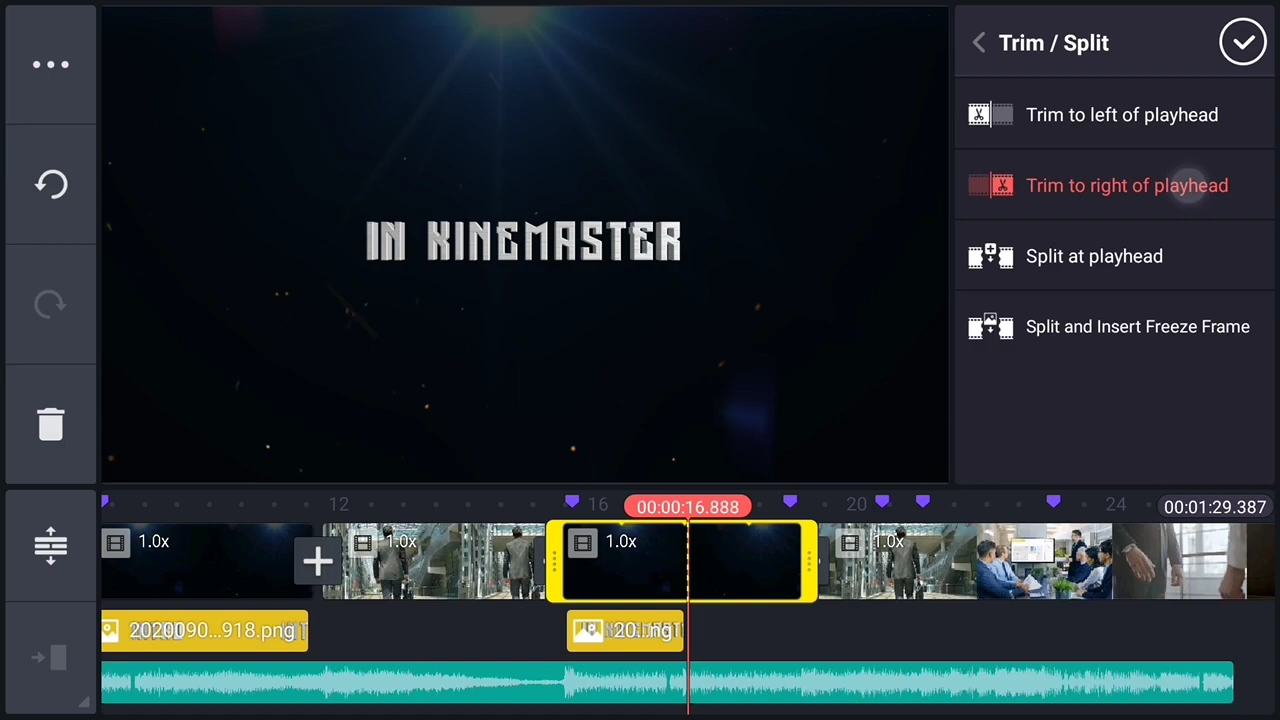 Trim / Split
Trim to left of playhead
Trim to right of playhead
Split at playhead
Split and Insert Freeze Frame
IN KINEMASTER
12
16
00:00:16.888
20
24
00:01:29.387
1.0x
1.0x
1.0x
1.0x
2020090...918.png
20...ng